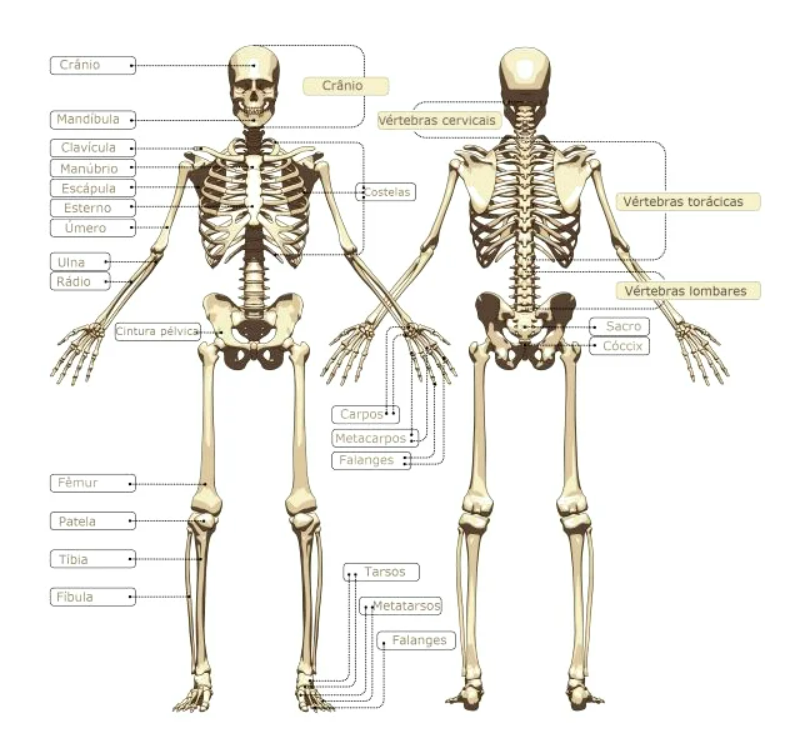 Crânio
Crânio
Mandíbula
Vértebras cervicais
Clavícula
Manúbrio
Escápula
Costelas
Esterno
Vértebras torácicas
Úmero
Ulna
Rádio
Vértebras lombares
Cintura pélvica
Sacro
Cóccix
Carpos
Metacarpos
Falanges
Fêmur
Patela
Tíbia
Tarsos
Fíbula
Metatarsos
Falanges